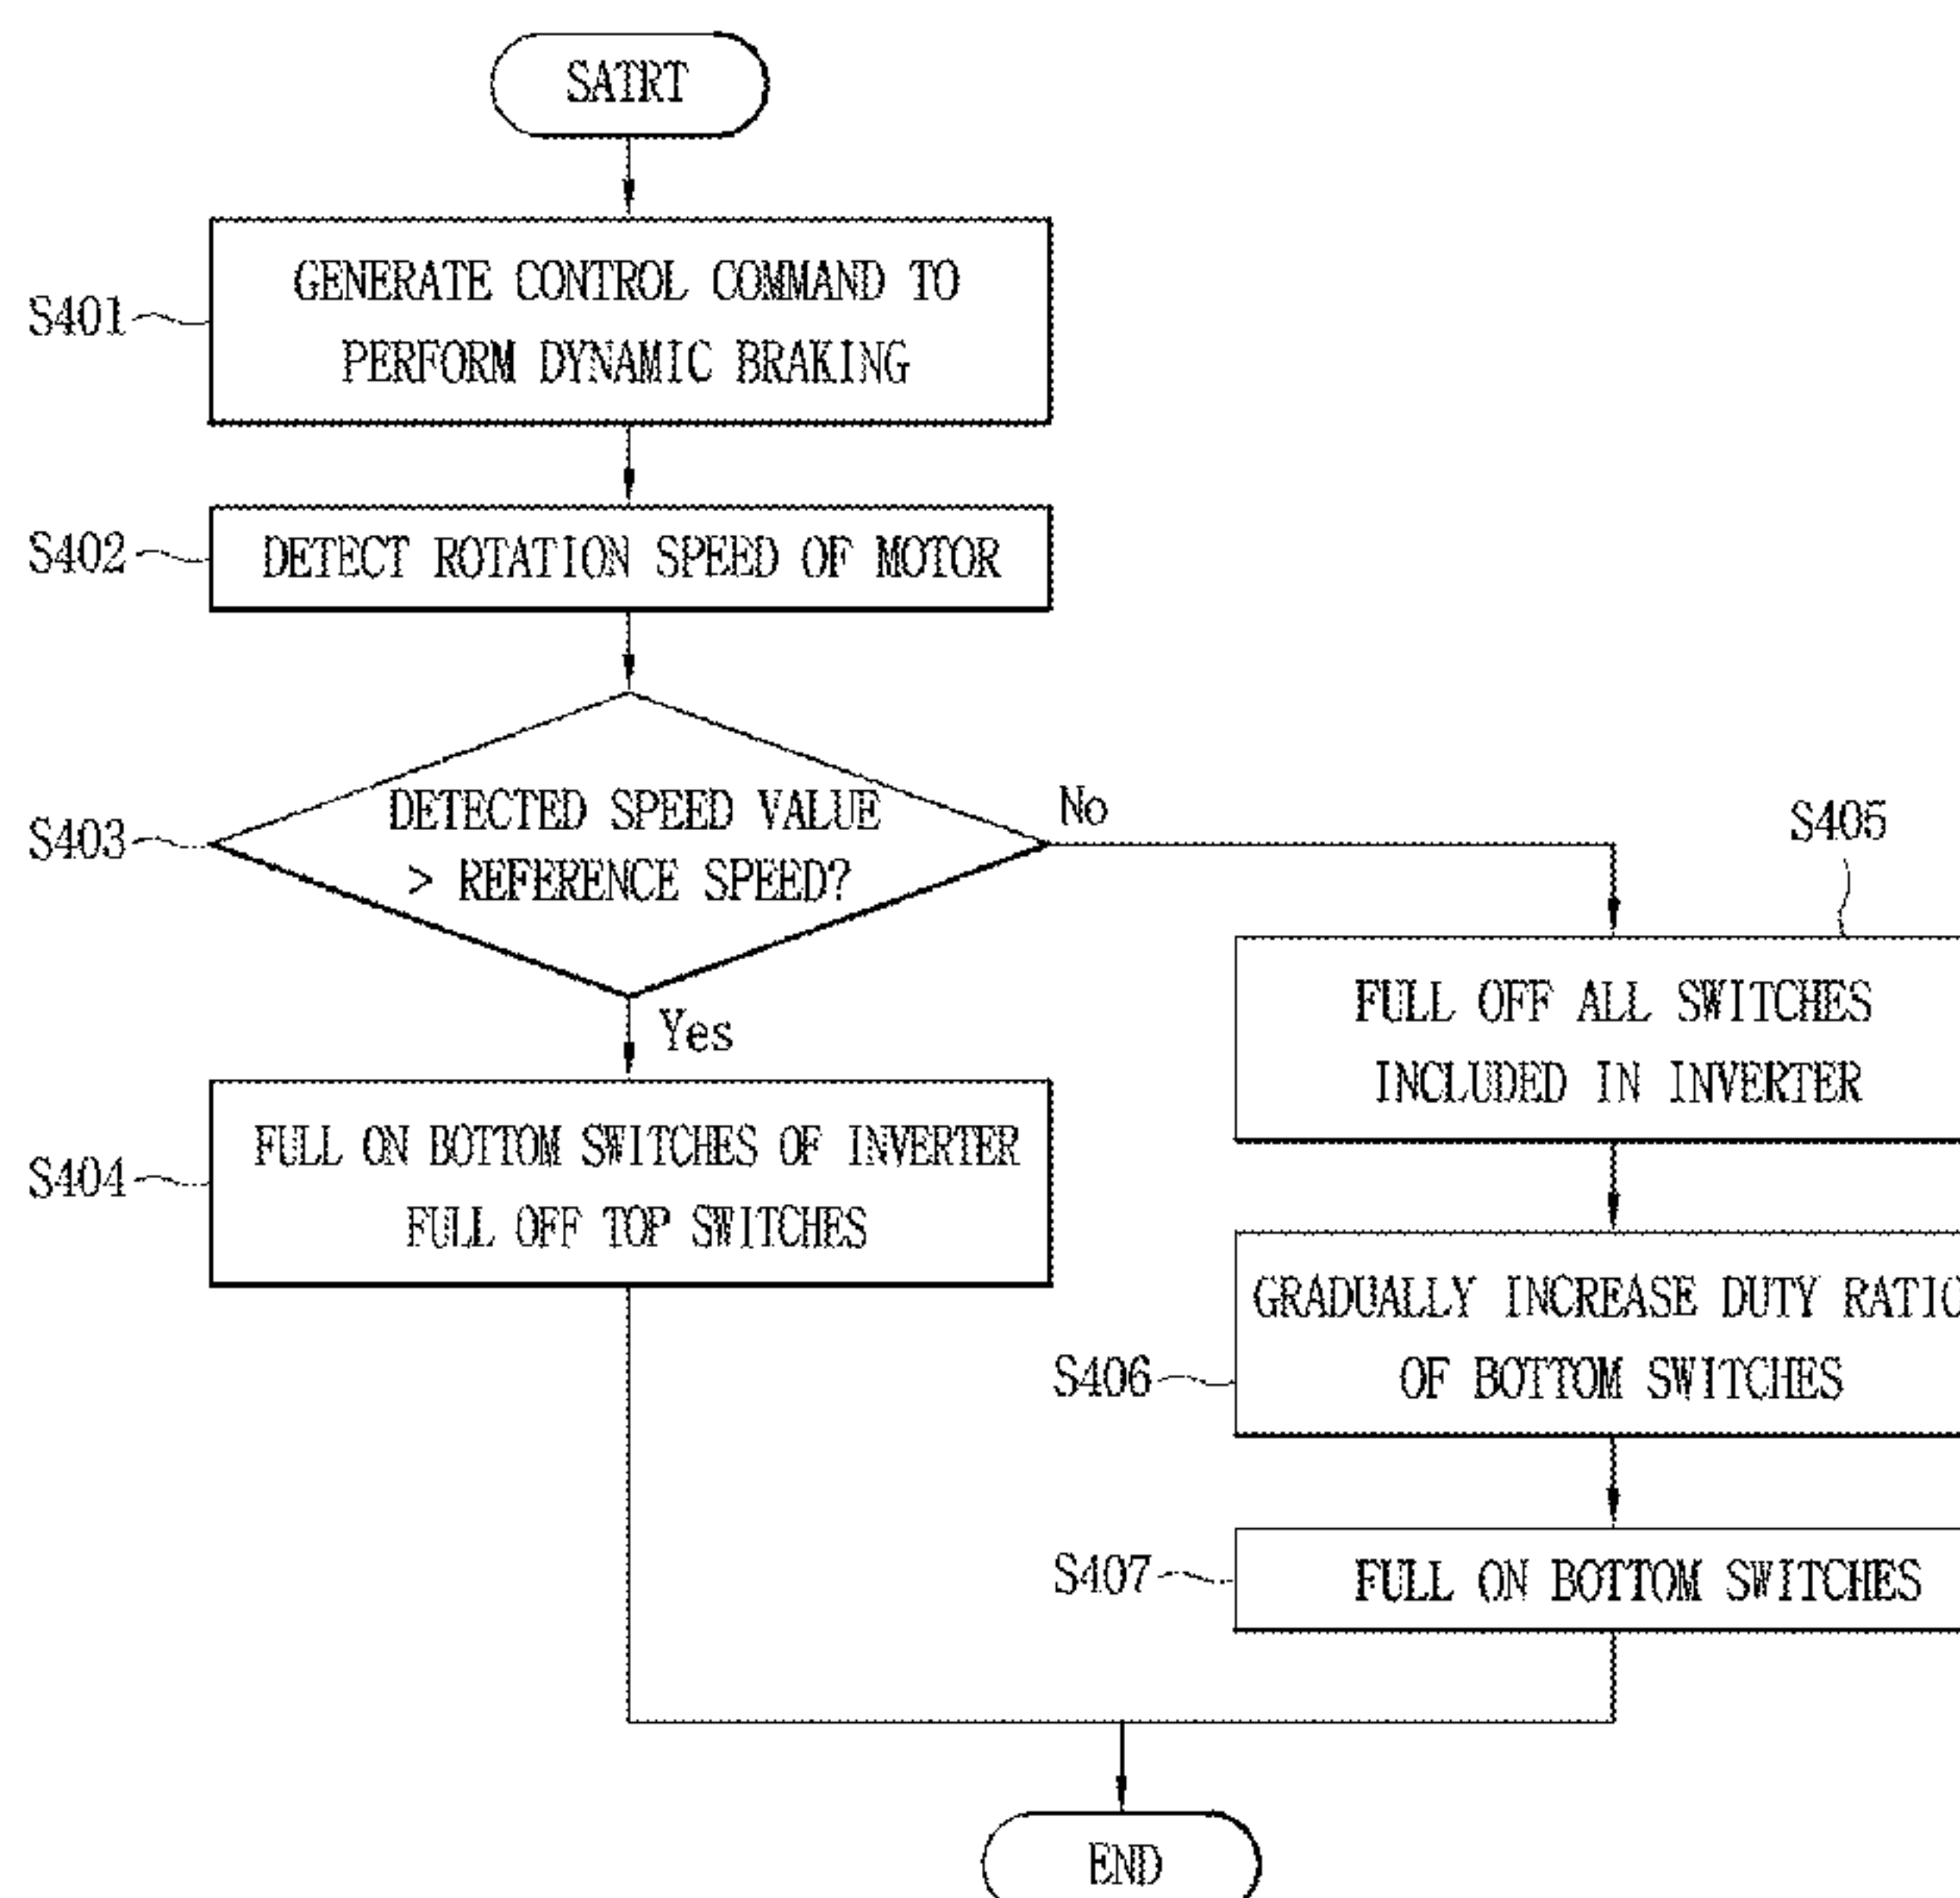 SATRT
S401
GENERATE CONTROL COMMAND TO
PERFORM DYNAMIC BRAKING
S402
DETECT ROTATION SPEED OF MOTOR
S403
DETECTED SPEED VALUE
> REFERENCE SPEED?
No
Yes
S404
FULL ON BOTTOM SWITCHES OF INVERTER
FULL OFF TOP SWITCHES
S405
FULL OFF ALL SWITCHES
INCLUDED IN INVERTER
S406
GRADUALLY INCREASE DUTY RATIO
OF BOTTOM SWITCHES
S407
FULL ON BOTTOM SWITCHES
END